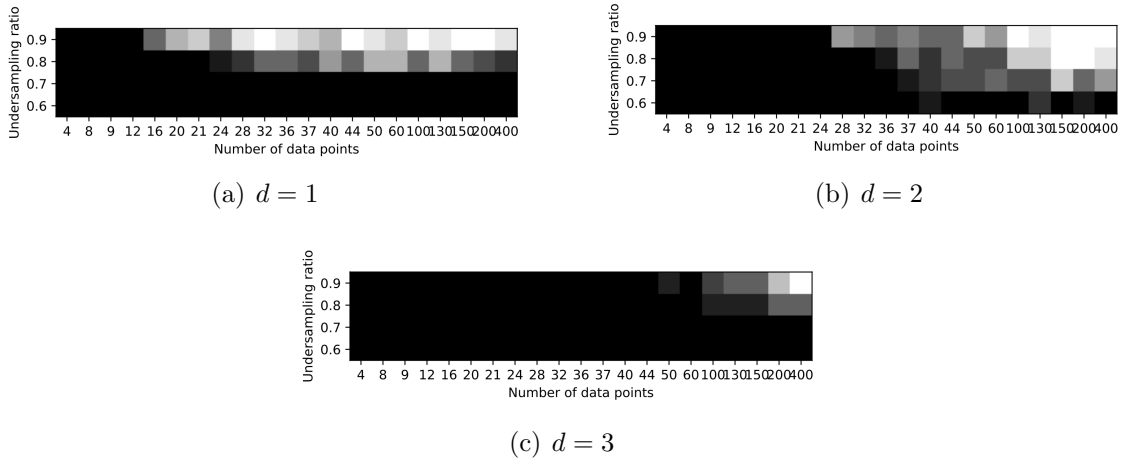 Undersampling ratio
0.9
0.8
0.7
0.6
4 8 9 12 16 20 21 24 28 32 36 37 40 44 50 60 100 130 150 200 400
Number of data points
(a) d = 1
Undersampling ratio
0.9
0.8
0.7
0.6
4 8 9 12 16 20 21 24 28 32 36 37 40 44 50 60 100 130 150 200 400
Number of data points
(b) d = 2
Undersampling ratio
0.9
0.8
0.7
0.6
4 8 9 12 16 20 21 24 28 32 36 37 40 44 50 60 100 130 150 200 400
Number of data points
(c) d = 3